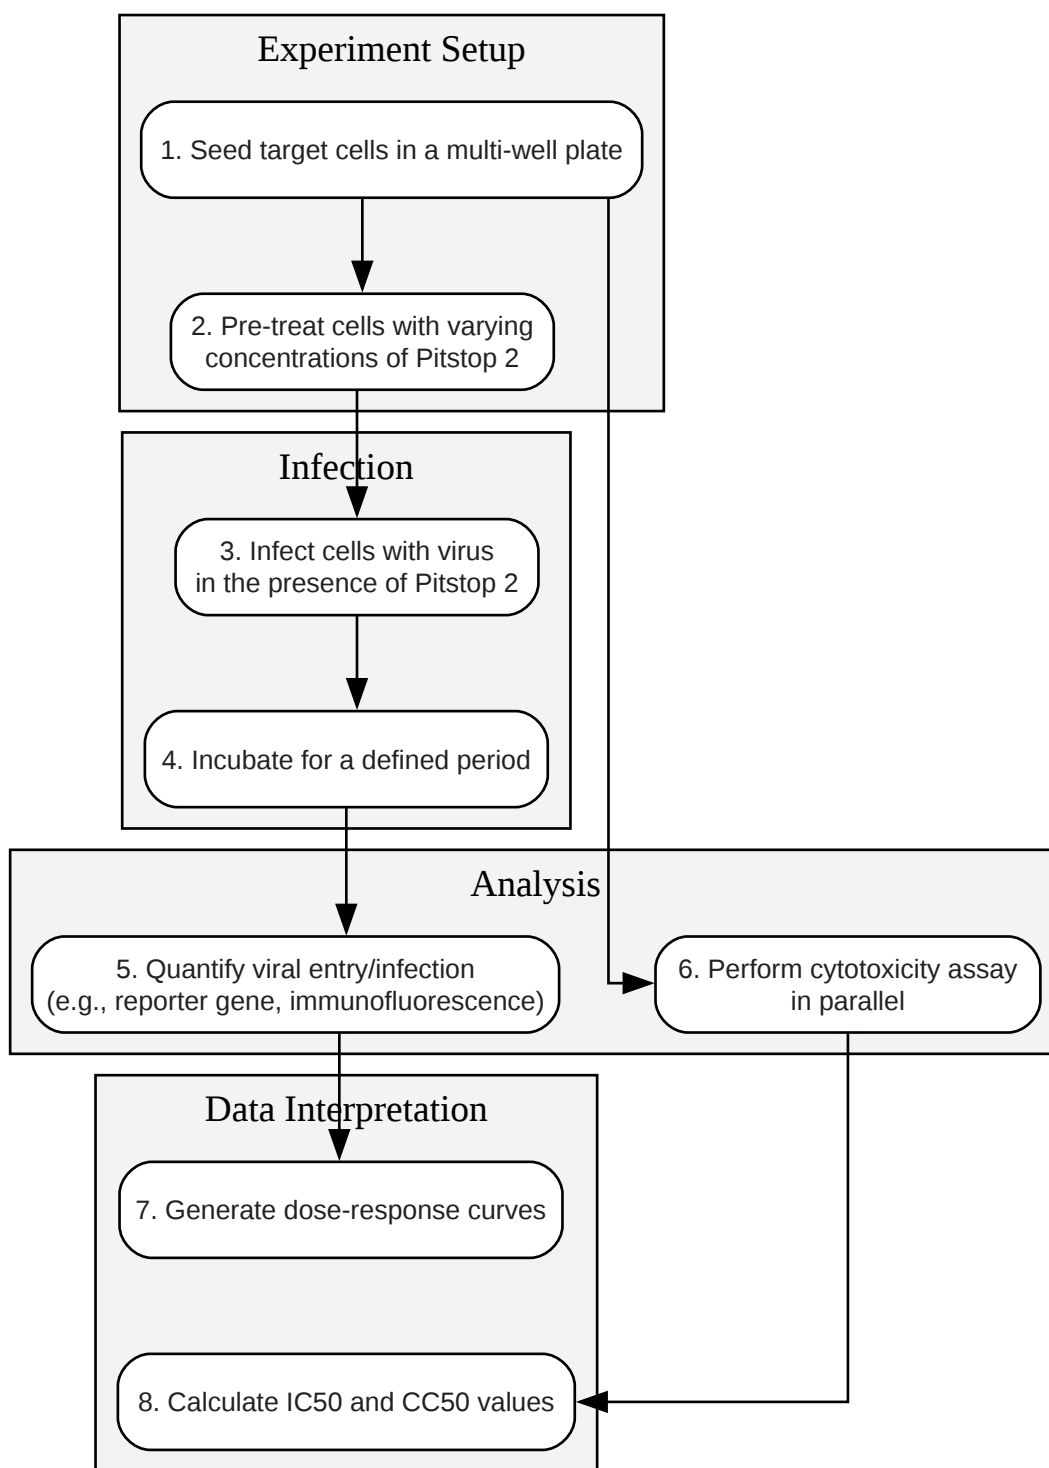 Experiment Setup
1. Seed target cells in a multi-well plate
2. Pre-treat cells with varying
concentrations of Pitstop 2
Infection
3. Infect cells with virus
in the presence of Pitstop 2
4. Incubate for a defined period
Analysis
5. Quantify viral entry/infection
(e.g., reporter gene, immunofluorescence)
6. Perform cytotoxicity assay
in parallel
Data Interpretation
7. Generate dose-response curves
8. Calculate IC50 and CC50 values